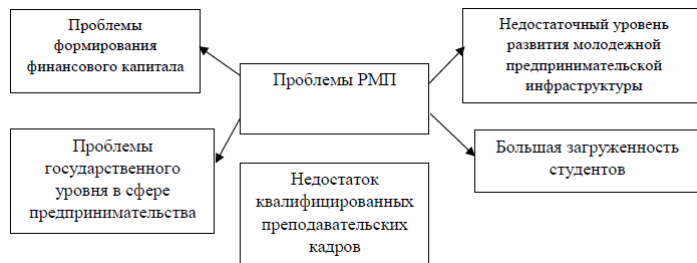 Проблемы
формирования
финансового капитала
Проблемы РМП
Недостаточный уровень
развития молодежной
предпринимательской
инфраструктуры
Проблемы
государственного
уровня в сфере
предпринимательства
Недостаток
квалифицированных
преподавательских
кадров
Большая загруженность
студентов